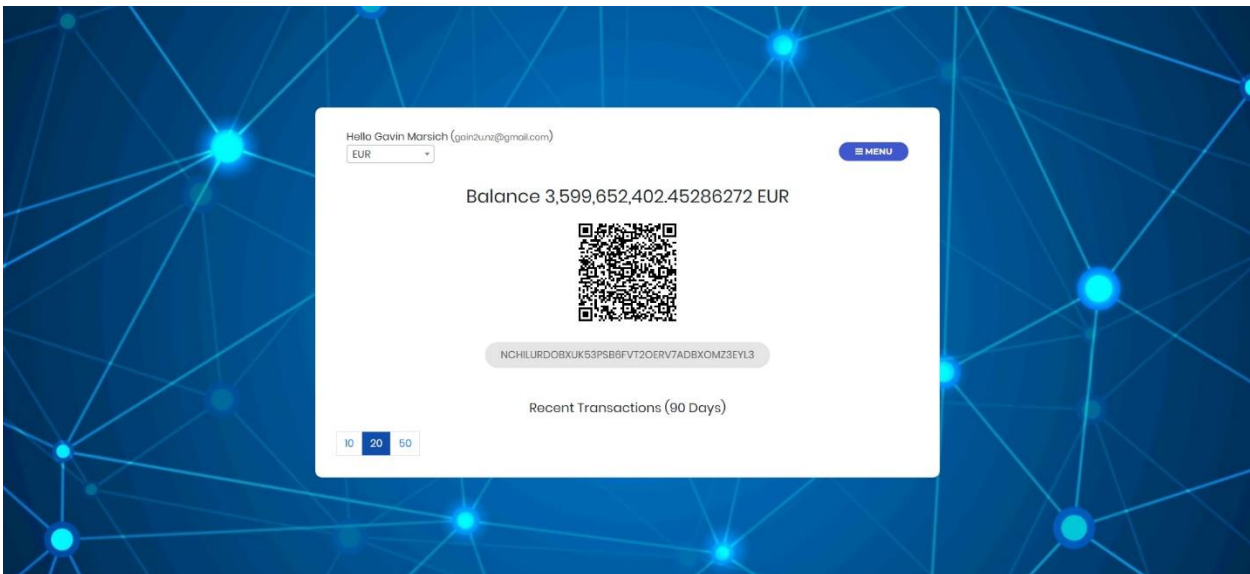 Hello Gavin Marsich (gain2u.nz@gmail.com)
EUR
MENU
Balance 3,599,652,402.45286272 EUR
NCHILURDOBXUK53PSB6FVT2OERV7ADBXOMZ3EYL3
Recent Transactions (90 Days)
10 20 50